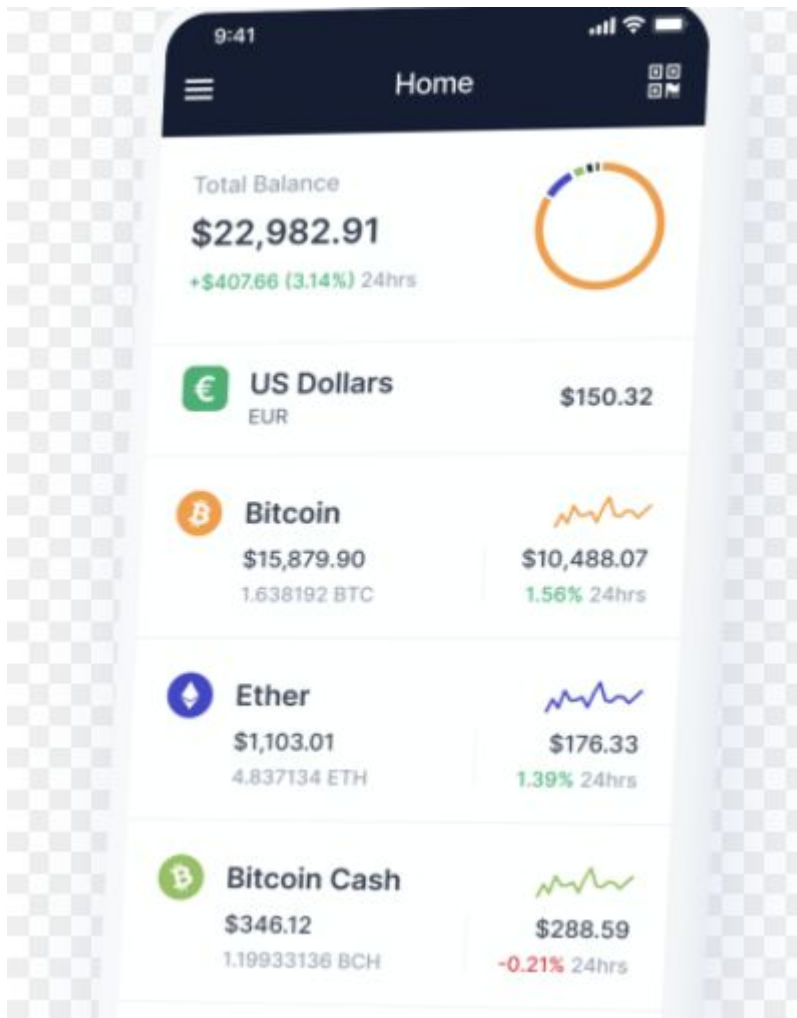 9:41
Home
Total Balance
$22,982.91
+$407.66 (3.14%) 24hrs
€ US Dollars $150.32
EUR
Bitcoin
$15,879.90 $10,488.07
1.638192 BTC 1.56% 24hrs
Ether
$1,103.01 $176.33
4.837134 ETH 1.39% 24hrs
Bitcoin Cash
$346.12 $288.59
1.19933136 BCH -0.21% 24hrs